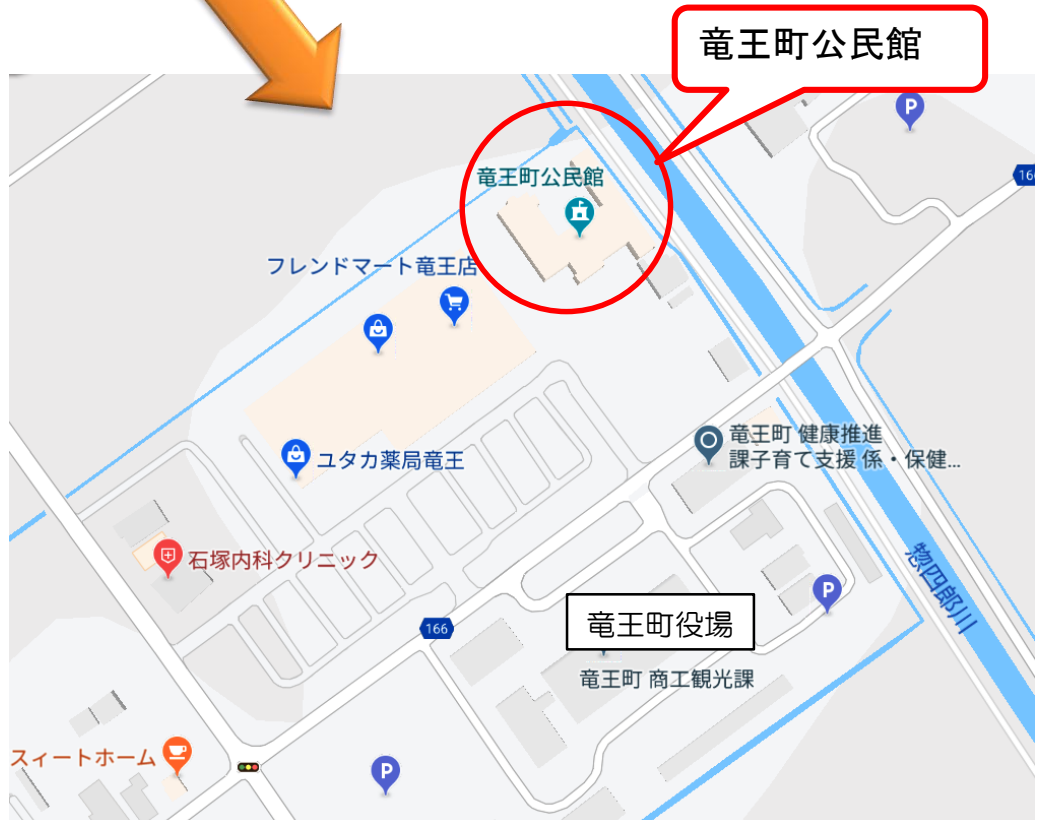 竜王町公民館
P
竜王町公民館
16
フレンドマート竜王店
竜王町 健康推進
課子育て支援 係・保健...
ユタカ薬局竜王
石塚内科クリニック
惣四郎川
P
竜王町役場
166
竜王町 商工観光課
スィートホーム
P